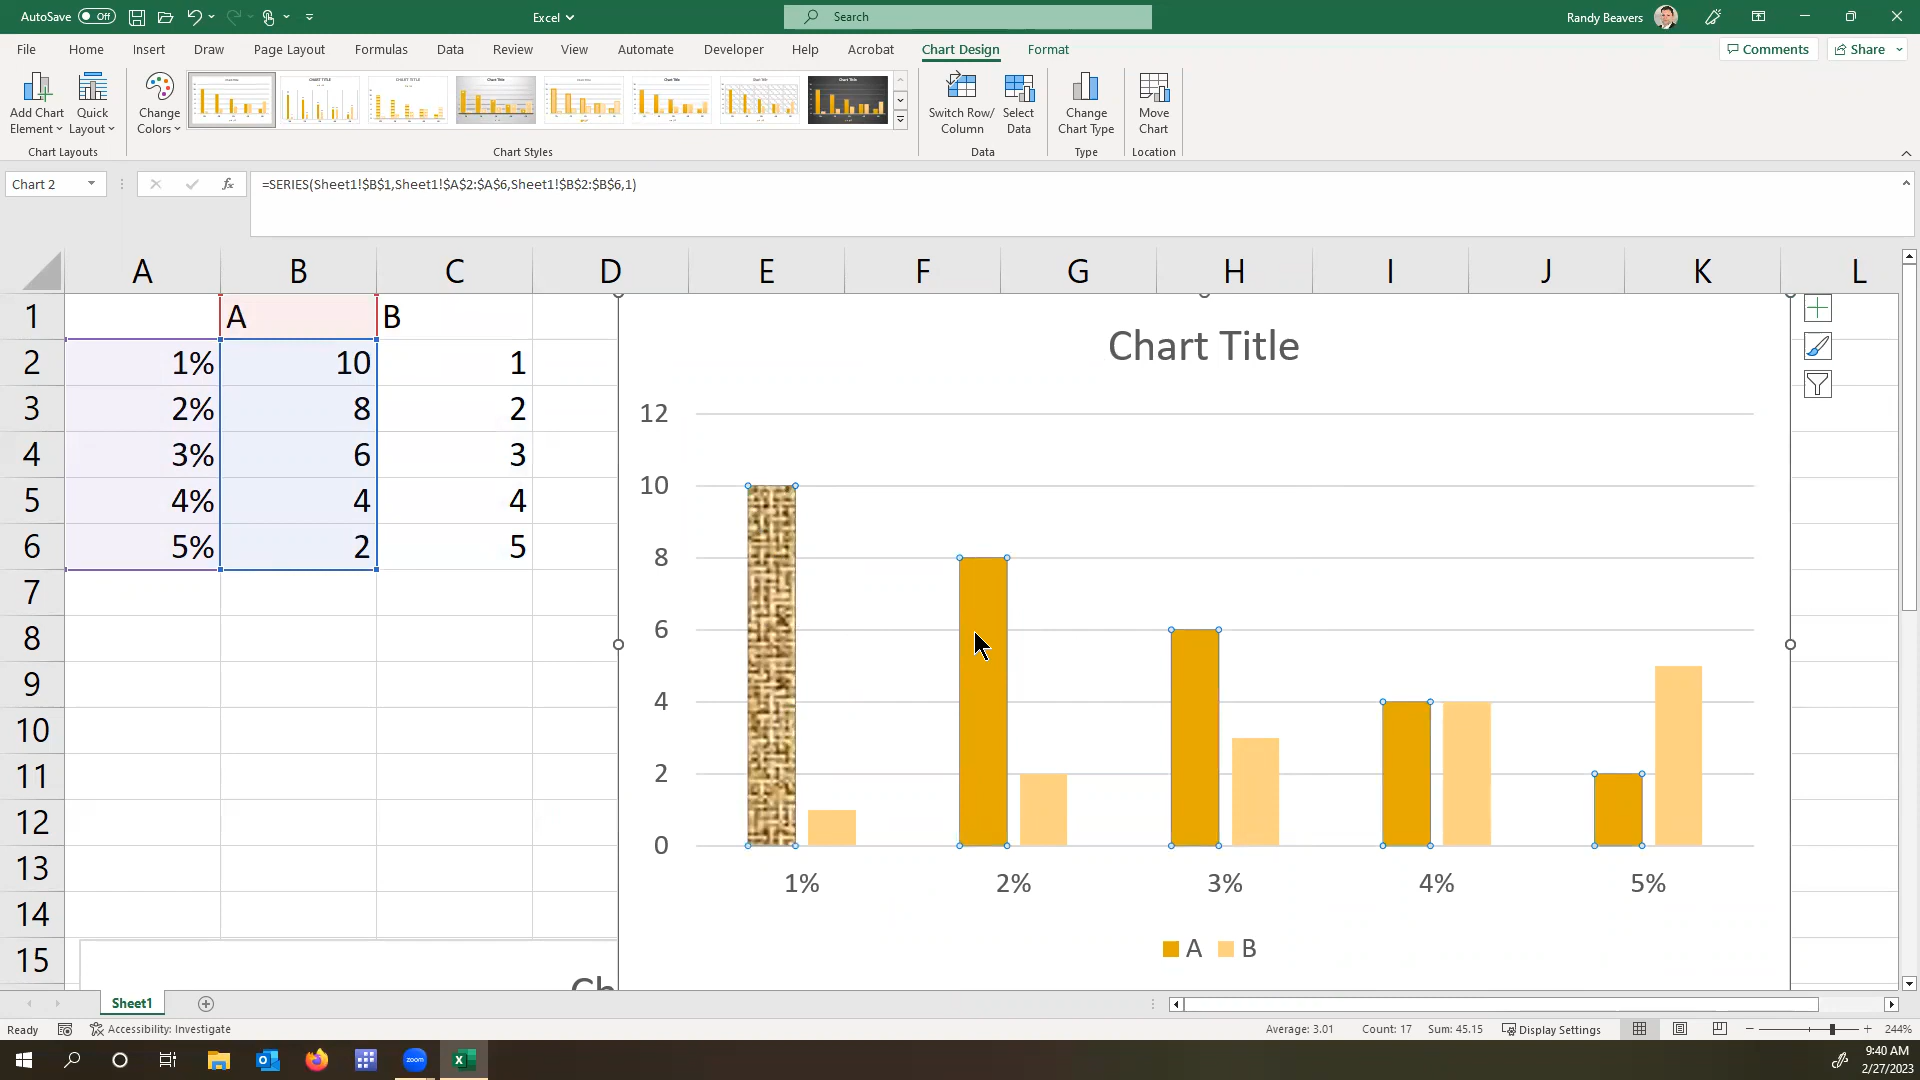 AutoSave Off Excel Search Randy Beavers
File Home Insert Draw Page Layout Formulas Data Review View Automate Developer Help Acrobat Chart Design Format Comments Share
Add Chart Element Quick Layout Change Colors Switch Row/ Column Select Data Change Chart Type Move Chart
Chart Layouts Chart Styles Data Type Location
Chart 2 fx =SERIES(Sheet1!$B$1,Sheet1!$A$2:$A$6,Sheet1!$B$2:$B$6,1)
A B C D E F G H I J K L
1 A B
2 1% 10 1
3 2% 8 2
4 3% 6 3
5 4% 4 4
6 5% 2 5
7
8
9
10
11
12
13
14
15
Chart Title
12
10
8
6
4
2
0
1% 2% 3% 4% 5%
A B
Ch
Sheet1
Ready Accessibility: Investigate Average: 3.01 Count: 17 Sum: 45.15 Display Settings 244%
zoom 9:40 AM
2/27/2023